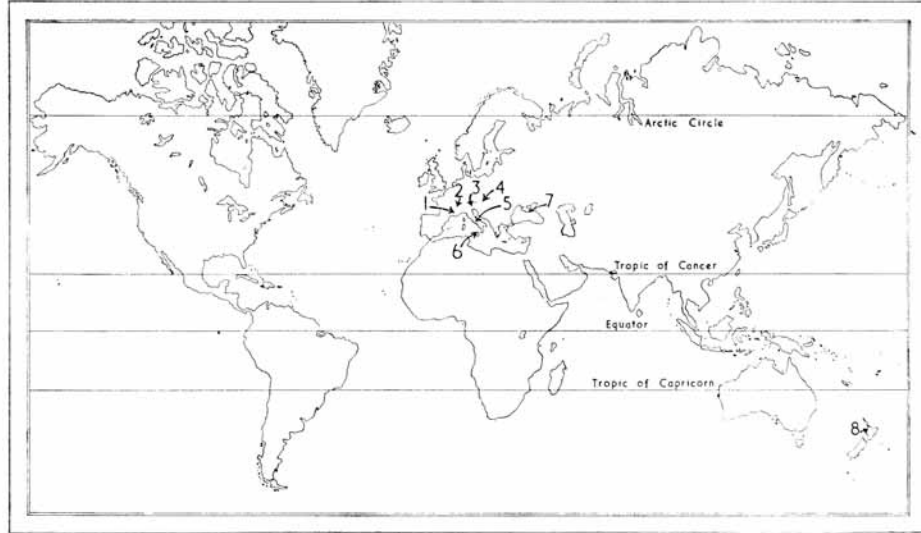 Arctic Circle
2 3 4
1 5 7
6
Tropic of Cancer
Equator
Tropic of Capricorn
8